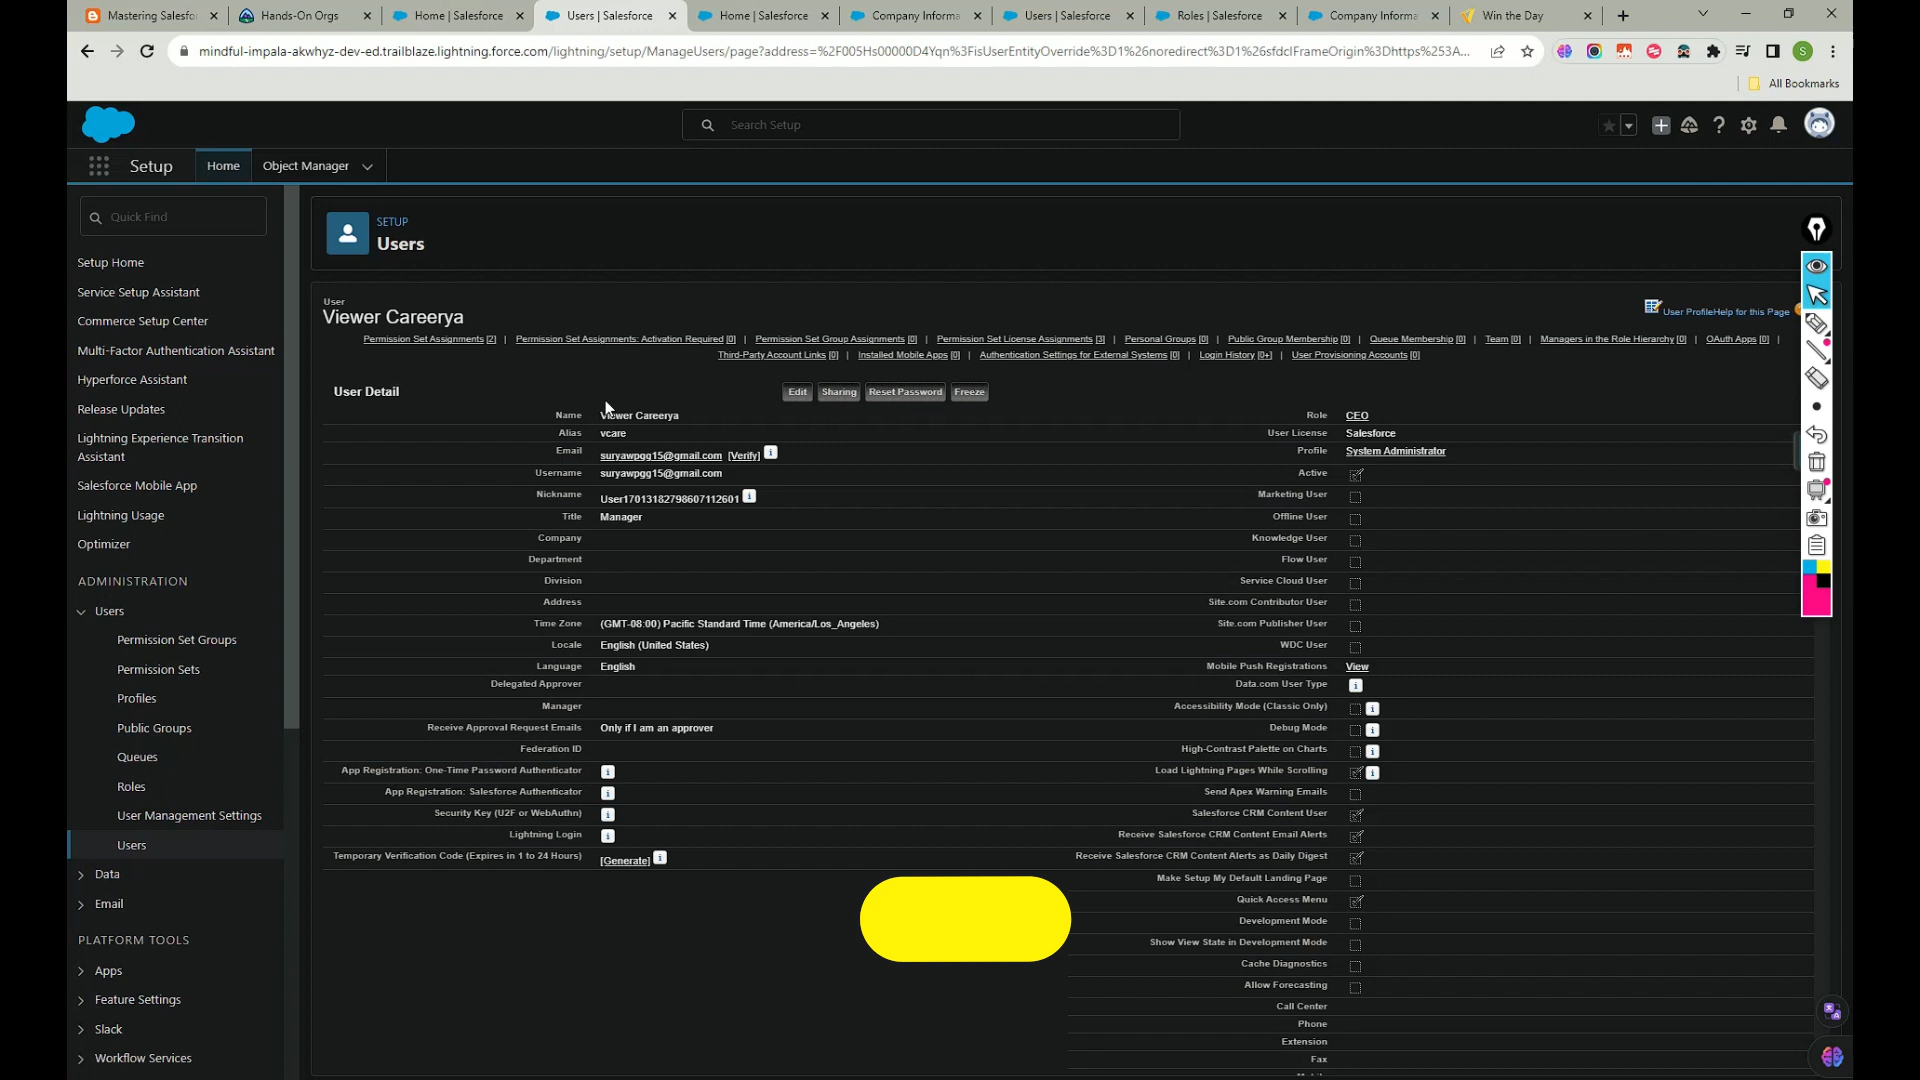 Mastering Salesfor
Hands-On Orgs
Home | Salesforce
Users | Salesforce
Home | Salesforce
Company Informa
Users | Salesforce
Roles | Salesforce
Company Informa
Win the Day
mindful-impala-akwhyz-dev-ed.trailblaze.lightning.force.com/lightning/setup/ManageUsers/page?address=%2F005Hs00000D4Yqn%3FisUserEntityOverride%3D1%26noredirect%3D1%26sfdcIFrameOrigin%3Dhttps%253A...
S
All Bookmarks
Search Setup
Setup
Home
Object Manager
Quick Find
Setup Home
Service Setup Assistant
Commerce Setup Center
Multi-Factor Authentication Assistant
Hyperforce Assistant
Release Updates
Lightning Experience Transition
Assistant
Salesforce Mobile App
Lightning Usage
Optimizer
ADMINISTRATION
Users
Permission Set Groups
Permission Sets
Profiles
Public Groups
Queues
Roles
User Management Settings
Users
Data
Email
PLATFORM TOOLS
Apps
Feature Settings
Slack
Workflow Services
SETUP
Users
User
Viewer Careerya
User Profile Help for this Page
Permission Set Assignments [2] | Permission Set Assignments: Activation Required [0] | Permission Set Group Assignments [0] | Permission Set License Assignments [3] | Personal Groups [0] | Public Group Membership [0] | Queue Membership [0] | Team [0] | Managers in the Role Hierarchy [0] | OAuth Apps [0] |
Third-Party Account Links [0] | Installed Mobile Apps [0] | Authentication Settings for External Systems [0] | Login History [0+] | User Provisioning Accounts [0]
User Detail
Edit
Sharing
Reset Password
Freeze
Name Viewer Careerya
Alias vcare
Email suryawpgg15@gmail.com [Verify]
Username suryawpgg15@gmail.com
Nickname User17013182798607112601
Title Manager
Company
Department
Division
Address
Time Zone (GMT-08:00) Pacific Standard Time (America/Los_Angeles)
Locale English (United States)
Language English
Delegated Approver
Manager
Receive Approval Request Emails Only if I am an approver
Federation ID
App Registration: One-Time Password Authenticator
App Registration: Salesforce Authenticator
Security Key (U2F or WebAuthn)
Lightning Login
Temporary Verification Code (Expires in 1 to 24 Hours) [Generate]
Role CEO
User License Salesforce
Profile System Administrator
Active
Marketing User
Offline User
Knowledge User
Flow User
Service Cloud User
Site.com Contributor User
Site.com Publisher User
WDC User
Mobile Push Registrations View
Data.com User Type
Accessibility Mode (Classic Only)
Debug Mode
High-Contrast Palette on Charts
Load Lightning Pages While Scrolling
Send Apex Warning Emails
Salesforce CRM Content User
Receive Salesforce CRM Content Email Alerts
Receive Salesforce CRM Content Alerts as Daily Digest
Make Setup My Default Landing Page
Quick Access Menu
Development Mode
Show View State in Development Mode
Cache Diagnostics
Allow Forecasting
Call Center
Phone
Extension
Fax